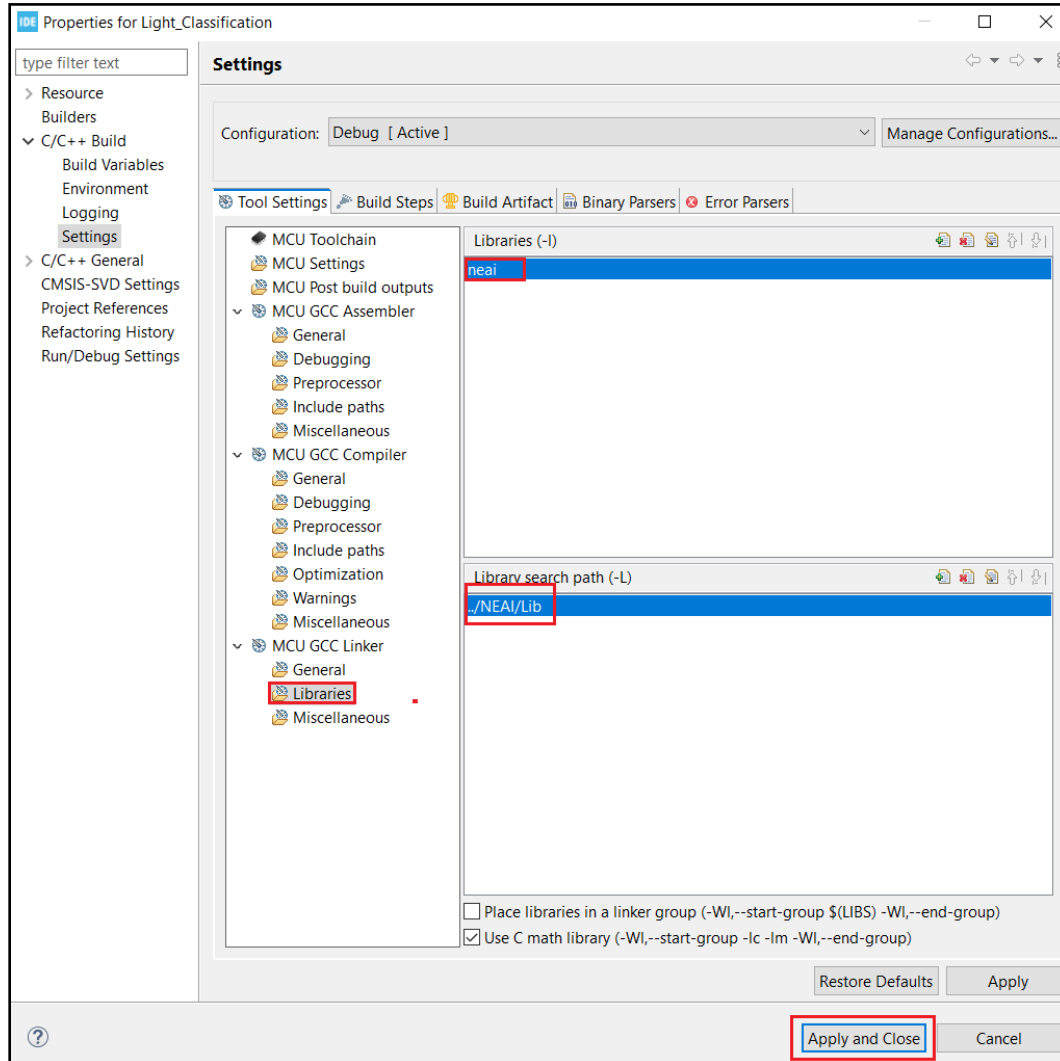 IDE Properties for Light_Classification
type filter text
Resource
Builders
C/C++ Build
Build Variables
Environment
Logging
Settings
C/C++ General
CMSIS-SVD Settings
Project References
Refactoring History
Run/Debug Settings
Settings
Configuration: Debug [ Active ] Manage Configurations...
Tool Settings Build Steps Build Artifact Binary Parsers Error Parsers
MCU Toolchain
MCU Settings
MCU Post build outputs
MCU GCC Assembler
General
Debugging
Preprocessor
Include paths
Miscellaneous
MCU GCC Compiler
General
Debugging
Preprocessor
Include paths
Optimization
Warnings
Miscellaneous
MCU GCC Linker
General
Libraries
Miscellaneous
Libraries (-l)
neai
Library search path (-L)
../NEAI/Lib
Place libraries in a linker group (-Wl,--start-group $(LIBS) -Wl,--end-group)
Use C math library (-Wl,--start-group -lc -lm -Wl,--end-group)
Restore Defaults Apply
Apply and Close Cancel